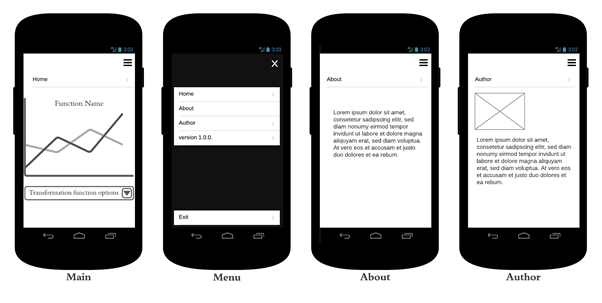 3:03
Home
Function Name
Transformation function options
Main
3:03
X
Home
About
Author
version 1.0.0.
Exit
Menu
3:03
About
Lorem ipsum dolor sit amet,
consetetur sadipscing elitr, sed
diam nonumy eirmod tempor
invidunt ut labore et dolore magna
aliquyam erat, sed diam voluptua.
At vero eos et accusam et justo
duo dolores et ea rebum.
About
3:03
Author
Lorem ipsum dolor sit amet,
consetetur sadipscing elitr, sed
diam nonumy eirmod tempor
invidunt ut labore et dolore magna
aliquyam erat, sed diam voluptua.
At vero eos et accusam et justo
duo dolores et ea rebum.
Author